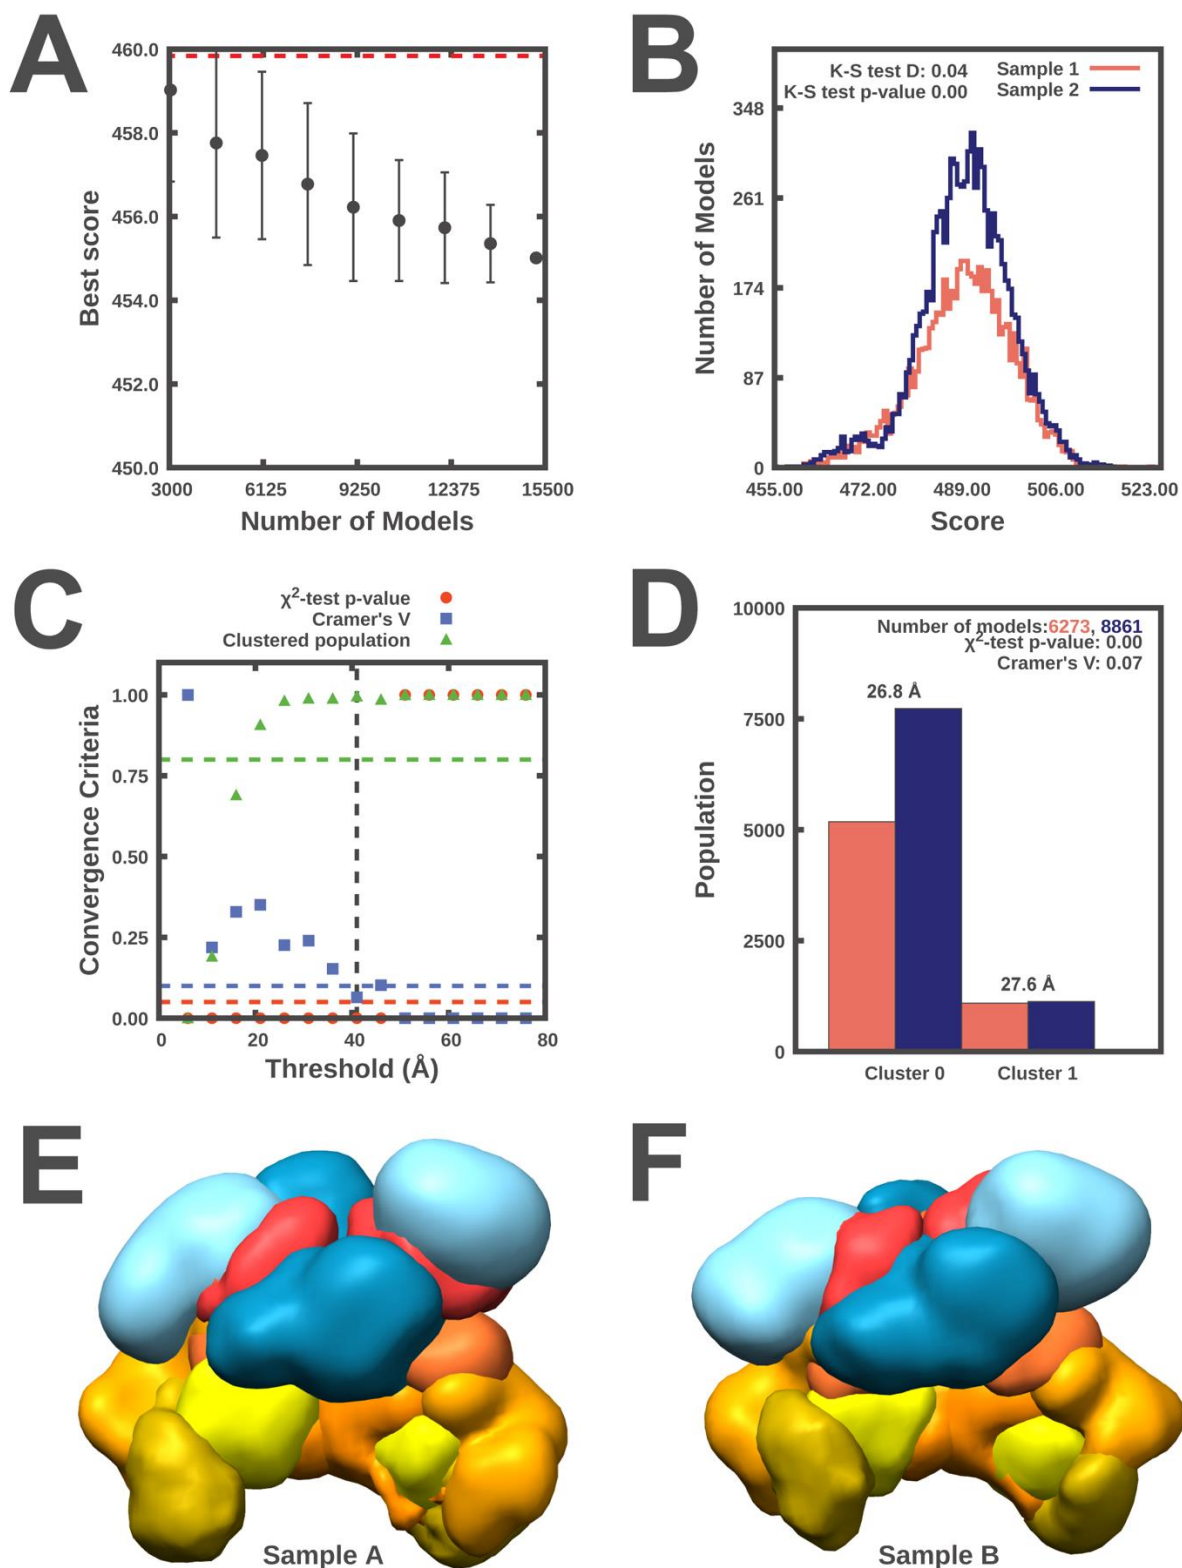 A
460.0
458.0
456.0
454.0
452.0
450.0
3000 6125 9250 12375 15500
Best score
Number of Models
B
K-S test D: 0.04
K-S test p-value 0.00
Sample 1
Sample 2
348
261
174
87
0
455.00 472.00 489.00 506.00 523.00
Number of Models
Score
C
χ²-test p-value
Cramer's V
Clustered population
1.00
0.75
0.50
0.25
0.00
0 20 40 60 80
Convergence Criteria
Threshold (Å)
D
10000
7500
5000
2500
0
Number of models:6273, 8861
χ²-test p-value: 0.00
Cramer's V: 0.07
26.8 Å
27.6 Å
Cluster 0 Cluster 1
Population
E
Sample A
F
Sample B